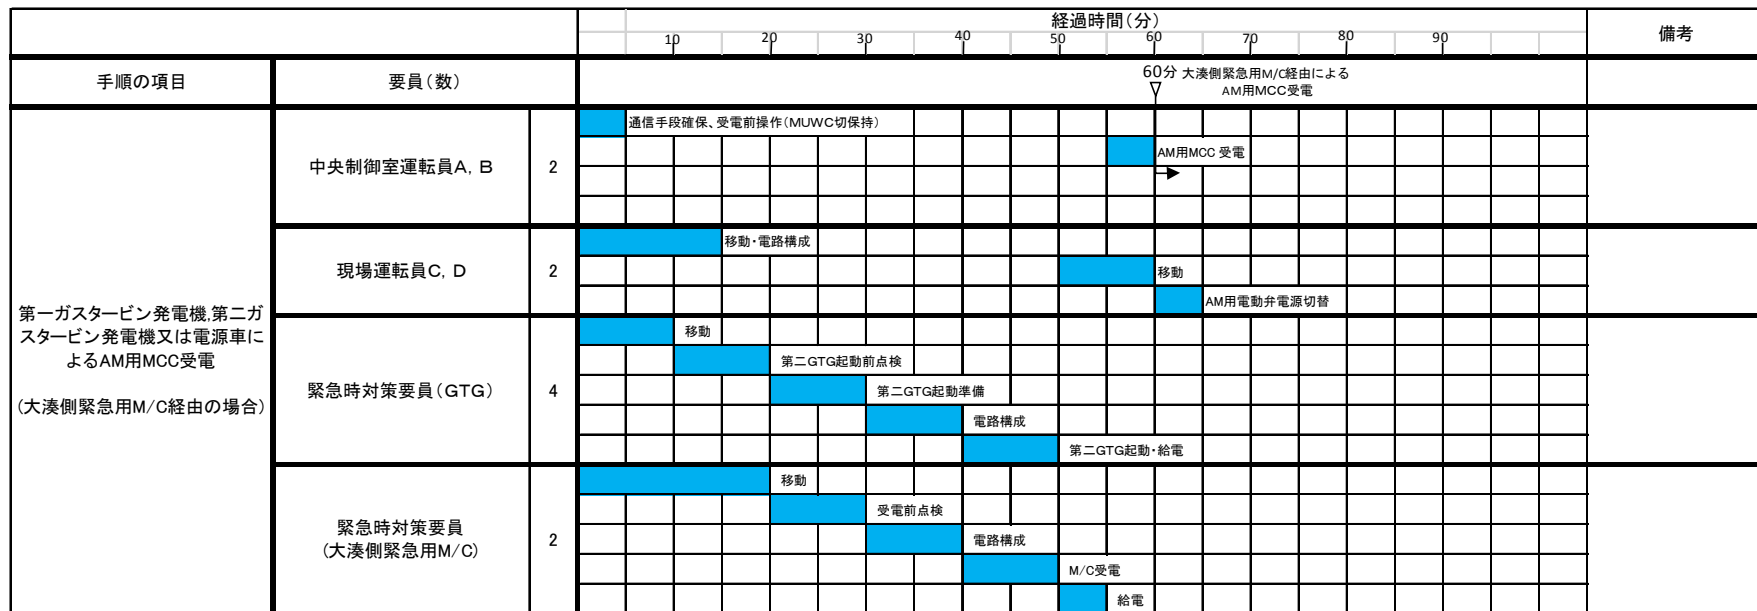 経過時間(分)
備考
10
20
30
40
50
60
70
80
90
手順の項目
要員(数)
60分 大湊側緊急用M/C経由による
AM用MCC受電
第一ガスタービン発電機,第二ガ
スタービン発電機又は電源車に
よるAM用MCC受電
(大湊側緊急用M/C経由の場合)
中央制御室運転員A, B
2
通信手段確保、受電前操作(MUWC切保持)
AM用MCC 受電
現場運転員C, D
2
移動・電路構成
移動
AM用電動弁電源切替
緊急時対策要員(GTG)
4
移動
第二GTG起動前点検
第二GTG起動準備
電路構成
第二GTG起動・給電
緊急時対策要員
(大湊側緊急用M/C)
2
移動
受電前点検
電路構成
M/C受電
給電